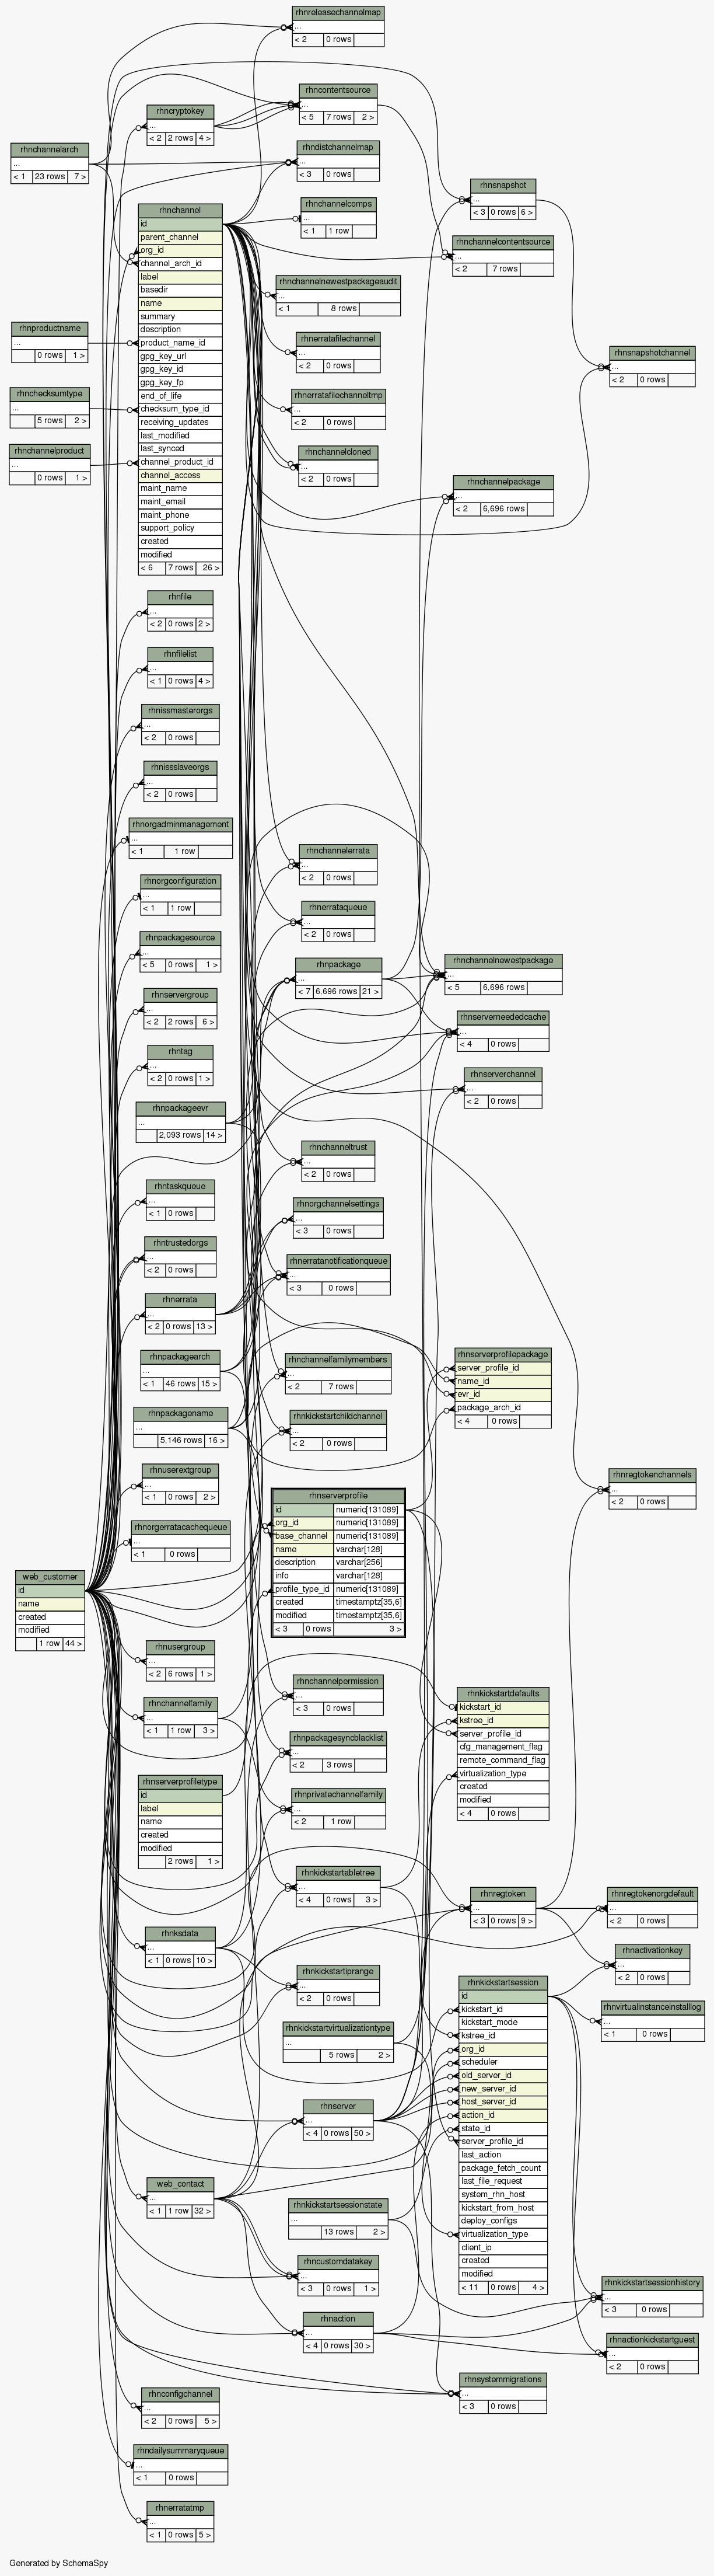 rhnreleasechannelmap
...
< 2 0 rows
rhncontentsource
...
< 5 7 rows 2 >
rhncryptokey
...
< 2 2 rows 4 >
rhnchannelarch
...
< 1 23 rows 7 >
rhndistchannelmap
...
< 3 0 rows
rhnsnapshot
...
< 3 0 rows 6 >
rhnchannelcomps
...
< 1 1 row
rhnchannel
id
parent_channel
org_id
channel_arch_id
label
basedir
name
summary
description
product_name_id
gpg_key_url
gpg_key_id
gpg_key_fp
end_of_life
checksum_type_id
receiving_updates
last_modified
last_synced
channel_product_id
channel_access
maint_name
maint_email
maint_phone
support_policy
created
modified
< 6 7 rows 26 >
rhnchannelcontentsource
...
< 2 7 rows
rhnchannelnewestpackageaudit
...
< 1 8 rows
rhnproductname
...
0 rows 1 >
rhnerratafilechannel
...
< 2 0 rows
rhnsnapshotchannel
...
< 2 0 rows
rhnchecksumtype
...
5 rows 2 >
rhnerratafilechanneltmp
...
< 2 0 rows
rhnchannelproduct
...
0 rows 1 >
rhnchannelcloned
...
< 2 0 rows
rhnchannelpackage
...
< 2 6,696 rows
rhnfile
...
< 2 0 rows 2 >
rhnfilelist
...
< 1 0 rows 4 >
rhnissmasterorgs
...
< 2 0 rows
rhnissslaveorgs
...
< 2 0 rows
rhnorgadminmanagement
...
< 1 1 row
rhnchannelerrata
...
< 2 0 rows
rhnorgconfiguration
...
< 1 1 row
rhnerrataqueue
...
< 2 0 rows
rhnpackagesource
...
< 5 0 rows 1 >
rhnpackage
...
< 7 6,696 rows 21 >
rhnchannelnewestpackage
...
< 5 6,696 rows
rhnservergroup
...
< 2 2 rows 6 >
rhnserverneededcache
...
< 4 0 rows
rhntag
...
< 2 0 rows 1 >
rhnserverchannel
...
< 2 0 rows
rhnpackageevr
...
2,093 rows 14 >
rhnchanneltrust
...
< 2 0 rows
rhntaskqueue
...
< 1 0 rows
rhnorgchannelsettings
...
< 3 0 rows
rhntrustedorgs
...
< 2 0 rows
rhnerratanotificationqueue
...
< 3 0 rows
rhnerrata
...
< 2 0 rows 13 >
rhnpackagearch
...
< 1 46 rows 15 >
rhnchannelfamilymembers
...
< 2 7 rows
rhnserverprofilepackage
server_profile_id
name_id
evr_id
package_arch_id
< 4 0 rows
rhnpackagename
...
5,146 rows 16 >
rhnkickstartchildchannel
...
< 2 0 rows
rhnuserextgroup
...
< 1 0 rows 2 >
rhnregtokenchannels
...
< 2 0 rows
rhnserverprofile
id numeric[131089]
org_id numeric[131089]
base_channel numeric[131089]
name varchar[128]
description varchar[256]
info varchar[128]
profile_type_id numeric[131089]
created timestamptz[35,6]
modified timestamptz[35,6]
< 3 0 rows 3 >
rhnorgerratacachequeue
...
< 1 0 rows
web_customer
id
name
created
modified
1 row 44 >
rhnusergroup
...
< 2 6 rows 1 >
rhnchannelpermission
...
< 3 0 rows
rhnkickstartdefaults
kickstart_id
kstree_id
server_profile_id
cfg_management_flag
remote_command_flag
virtualization_type
created
modified
< 4 0 rows
rhnchannelfamily
...
< 1 1 row 3 >
rhnpackagesyncblacklist
...
< 2 3 rows
rhnserverprofiletype
id
label
name
created
modified
2 rows 1 >
rhnprivatechannelfamily
...
< 2 1 row
rhnkickstartabletree
...
< 4 0 rows 3 >
rhnregtoken
...
< 3 0 rows 9 >
rhnregtokenorgdefault
...
< 2 0 rows
rhnksdata
...
< 1 0 rows 10 >
rhnactivationkey
...
< 2 0 rows
rhnkickstartiprange
...
< 2 0 rows
rhnkickstartsession
id
kickstart_id
kickstart_mode
kstree_id
org_id
scheduler
old_server_id
new_server_id
host_server_id
action_id
state_id
server_profile_id
last_action
package_fetch_count
last_file_request
system_rhn_host
kickstart_from_host
deploy_configs
virtualization_type
client_ip
created
modified
< 11 0 rows 4 >
rhnvirtualinstanceinstalllog
...
< 1 0 rows
rhnkickstartvirtualizationtype
...
5 rows 2 >
rhnserver
...
< 4 0 rows 50 >
web_contact
...
< 1 1 row 32 >
rhnkickstartsessionstate
...
13 rows 2 >
rhncustomdatakey
...
< 3 0 rows 1 >
rhnkickstartsessionhistory
...
< 3 0 rows
rhnaction
...
< 4 0 rows 30 >
rhnactionkickstartguest
...
< 2 0 rows
rhnsystemmigrations
...
< 3 0 rows
rhnconfigchannel
...
< 2 0 rows 5 >
rhndailysummaryqueue
...
< 1 0 rows
rhnerratatmp
...
< 1 0 rows 5 >
Generated by SchemaSpy